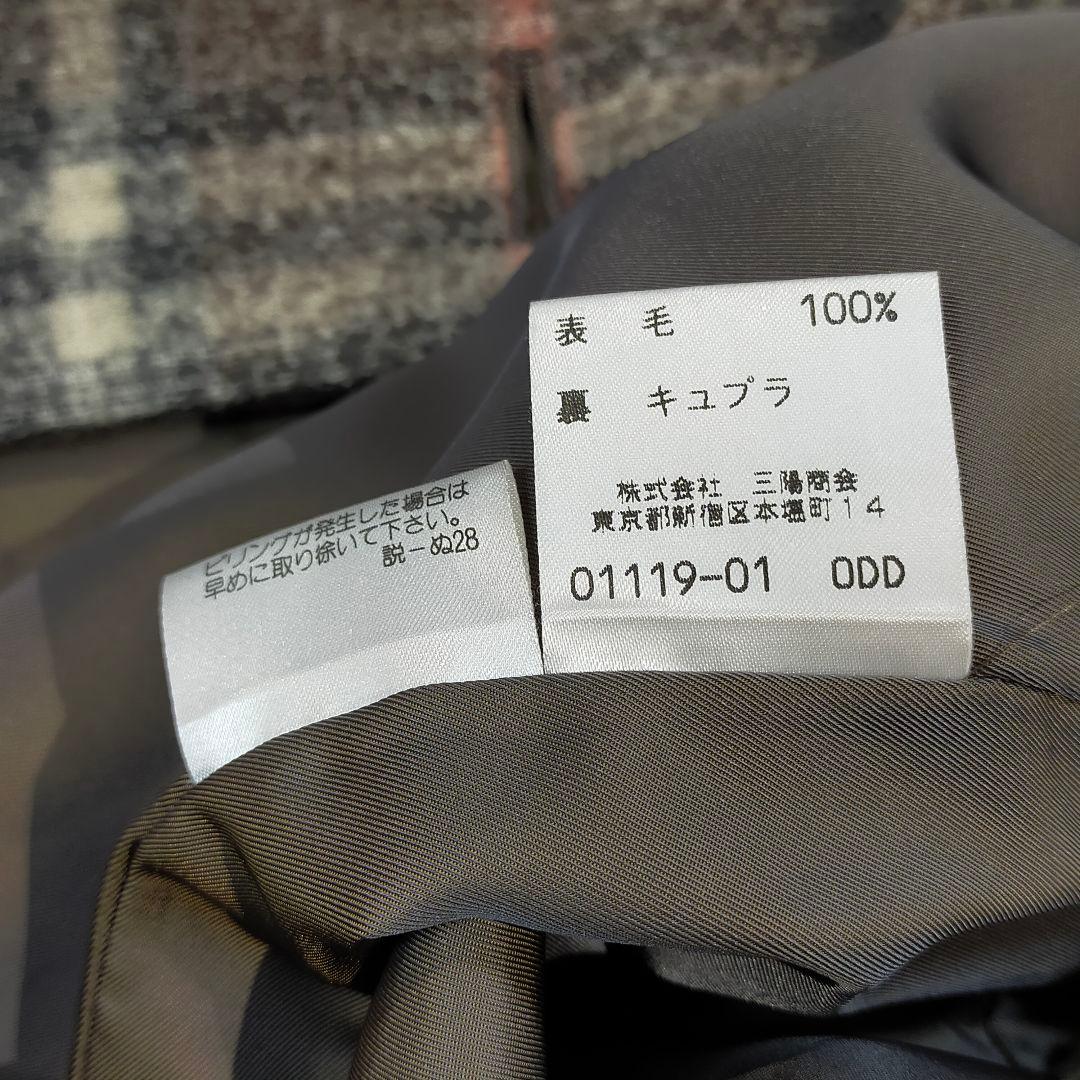 表 毛 100%
裏 キュプラ
株式会社 三陽商会
東京都新宿区本塩町14
01119-01 ODD
ピリングが発生した場合は
早めに取り除いて下さい。
説-ぬ28